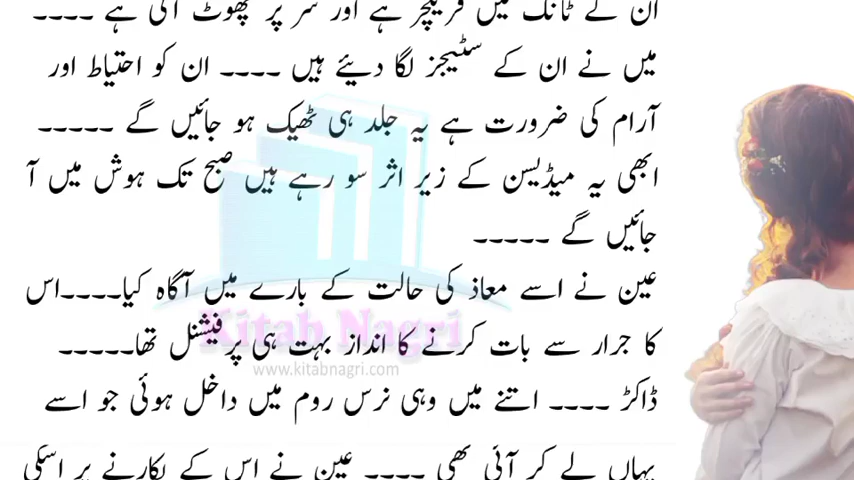 ان کے ٹانگ میں فریکچر ہے اور سر پر چھوٹ آئی ہے ۔۔۔۔
میں نے ان کے سٹیجز لگا دیئے ہیں ۔۔۔۔ ان کو احتیاط اور
آرام کی ضرورت ہے یہ جلد ہی ٹھیک ہو جائیں گے ۔۔۔۔۔
ابھی یہ میڈیسن کے زیر اثر سو رہے ہیں صبح تک ہوش میں آ
جائیں گے ۔۔۔۔۔
عین نے اسے معاذ کی حالت کے بارے میں آگاہ کیا۔۔۔۔اس
کا جرار سے بات کرنے کا انداز بہت ہی پرفیشنل تھا۔۔۔۔۔
Kitab Nagri
www.kitabnagri.com
ڈاکڑ ۔۔۔۔ اتنے میں وہی نرس روم میں داخل ہوئی جو اسے
یہاں لے کر آئی تھی ۔۔۔۔ عین نے اس کے پکارنے پر اسکی